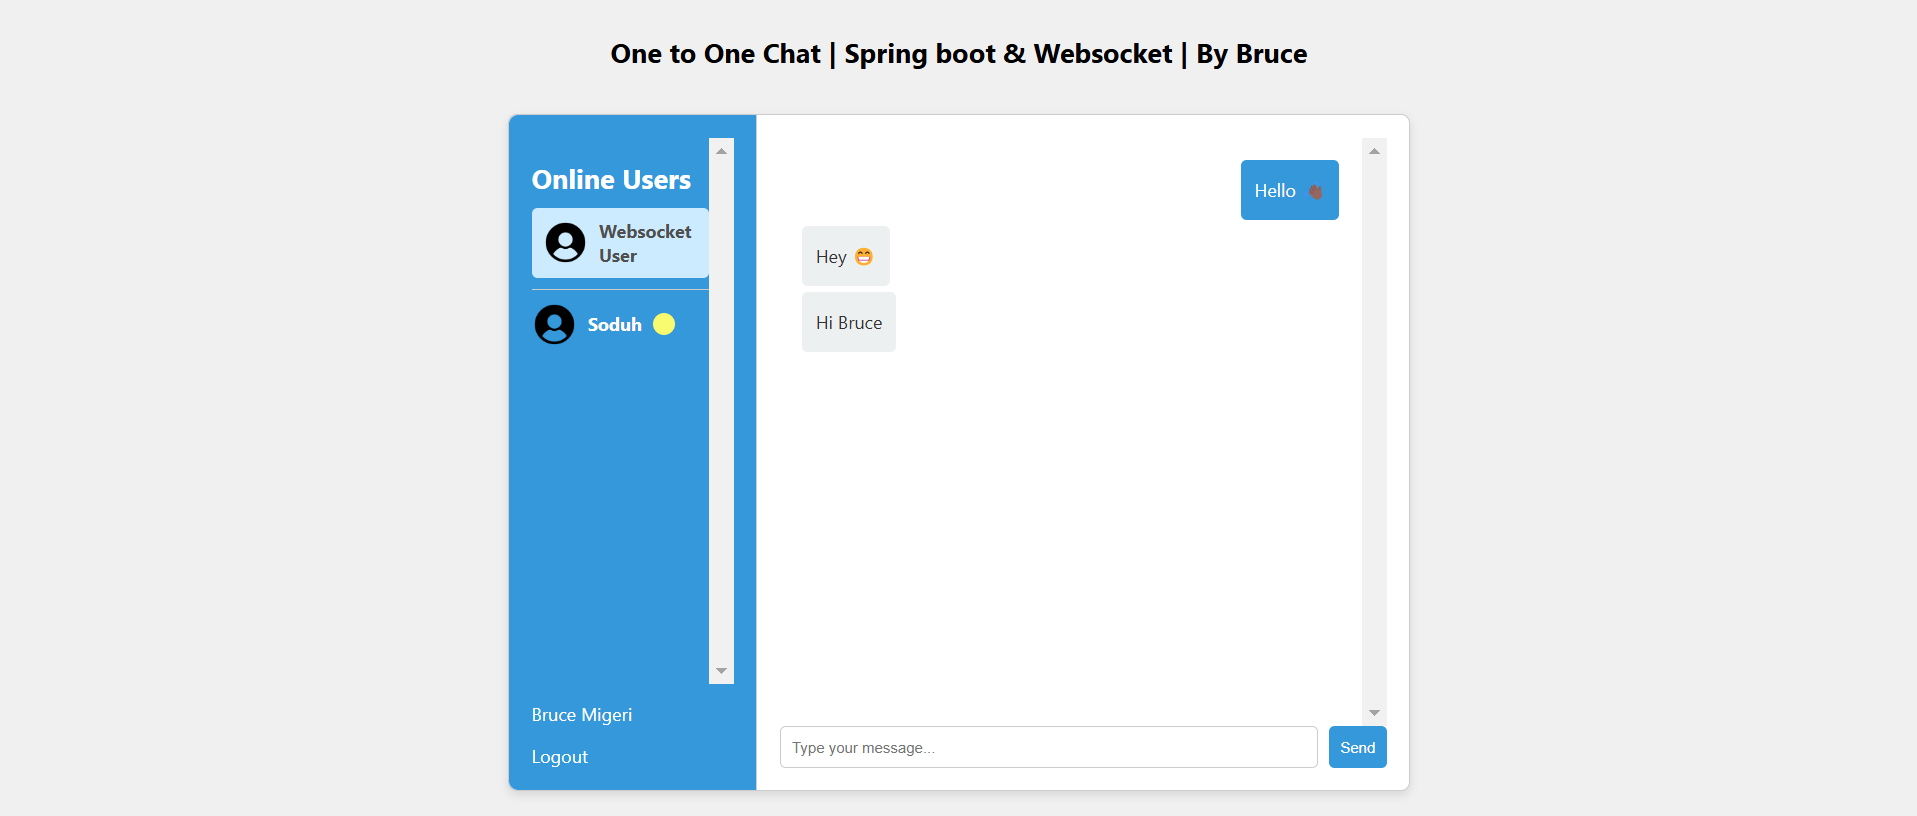 One to One Chat | Spring boot & Websocket | By Bruce
Online Users
Websocket
User
Soduh
Bruce Migeri
Logout
Hello 👋🏾
Hey 😁
Hi Bruce
Type your message...
Send